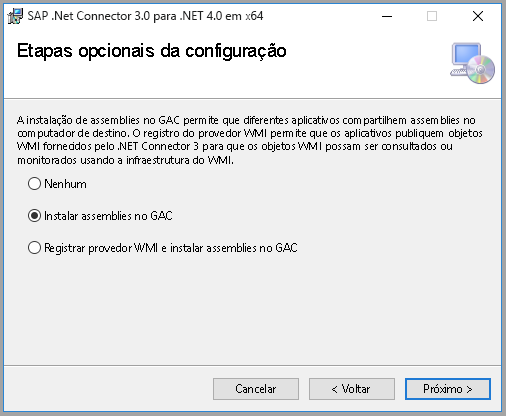 SAP .Net Connector 3.0 para .NET 4.0 em x64
Etapas opcionais da configuração
A instalação de assemblies no GAC permite que diferentes aplicativos compartilhem assemblies no
computador de destino. O registro do provedor WMI permite que os aplicativos publiquem objetos
WMI fornecidos pelo .NET Connector 3 para que os objetos WMI possam ser consultados ou
monitorados usando a infraestrutura do WMI.
Nenhum
Instalar assemblies no GAC
Registrar provedor WMI e instalar assemblies no GAC
Cancelar
< Voltar
Próximo >